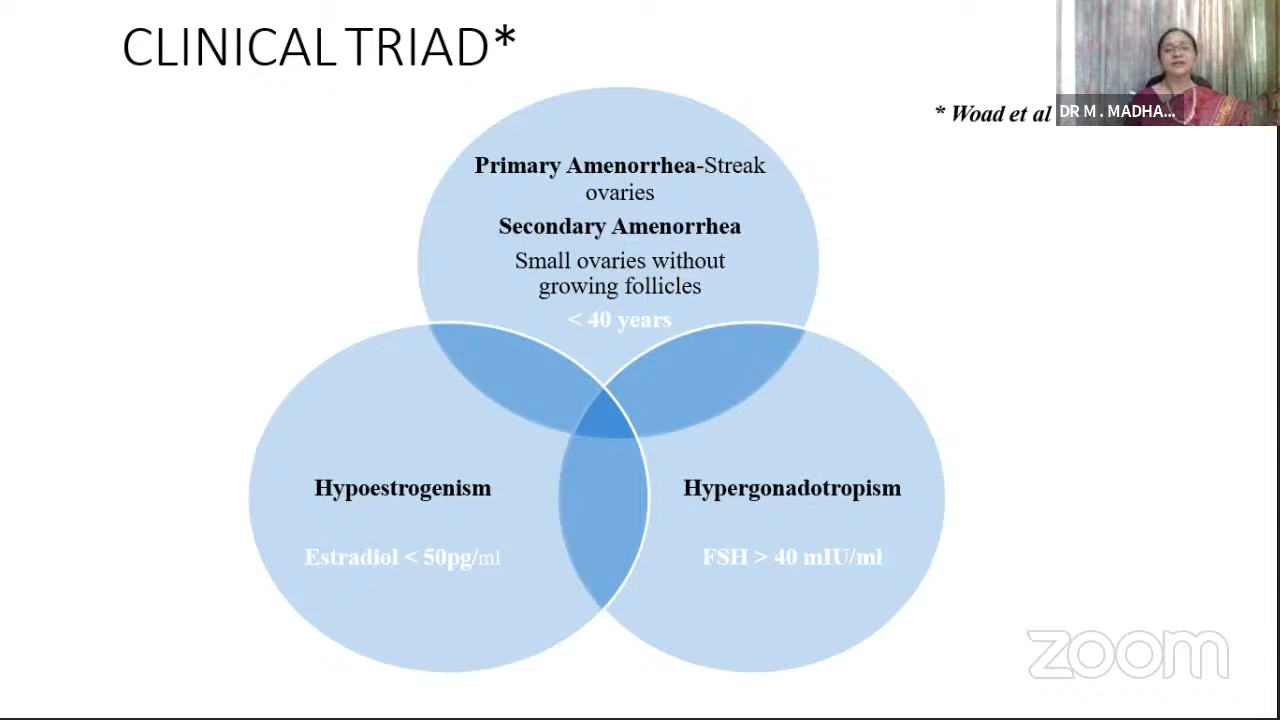 CLINICAL TRIAD*
* Woad et al
DR M . MADHA...
Primary Amenorrhea-Streak
ovaries
Secondary Amenorrhea
Small ovaries without
growing follicles
< 40 years
Hypoestrogenism
Estradiol < 50pg/ml
Hypergonadotropism
FSH > 40 mIU/ml
zoom